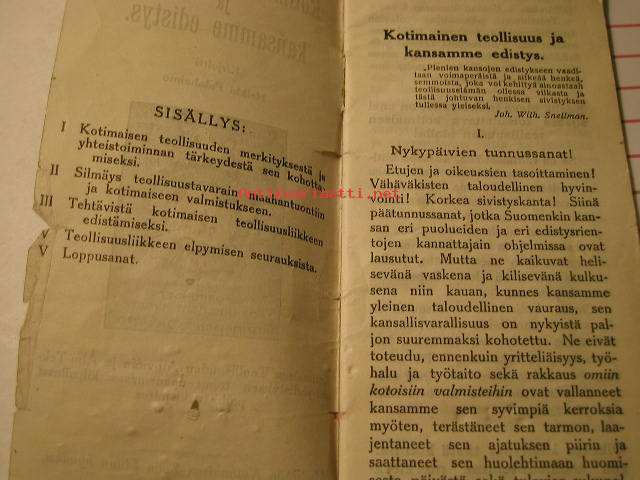 SISÄLLYS:
I Kotimaisen teollisuuden merkityksestä ja
yhteistoiminnan tärkeydestä sen kohotta-
miseksi.
II Silmäys teollisuustavarain maahantuontiin
ja kotimaiseen valmistukseen.
III Tehtävistä kotimaisen teollisuusliikkeen
edistämiseksi.
V Teollisuusliikkeen elpymisen seurauksista.
V Loppusanat.
Kotimainen teollisuus ja
kansamme edistys.
„Pienten kansojen edistykseen vaadi-
taan voimaperäistä ja sitkeää henkeä,
semmoista, joka voi kehittyä ainoastaan
teollisuuselämän ollessa vilkasta ja
tästä johtuvan henkisen sivistyksen
tullessa yleiseksi.
Joh. Wilh. Snellman.
I.
Nykypäivien tunnussanat!
Etujen ja oikeuksien tasoittaminen!
Vähäväkisten taloudellinen hyvin-
vointi! Korkea sivistyskanta! Siinä
päätunnussanat, jotka Suomenkin kan-
san eri puolueiden ja eri edistysrien-
tojen kannattajain ohjelmissa ovat
lausutut. Mutta ne kaikuvat heli-
sevänä vaskena ja kilisevänä kulku-
sena niin kauan, kunnes kansamme
yleinen taloudellinen vauraus, sen
kansallisvarallisuus on nykyistä pal-
jon suuremmaksi kohotettu. Ne eivät
toteudu, ennenkuin yritteliäisyys, työ-
halu ja työtaito sekä rakkaus omiin
kotoisiin valmisteihin ovat vallanneet
kansamme sen syvimpiä kerroksia
myöten, terästäneet sen tarmon, laa-
jentaneet sen ajatuksen piirin ja
saattaneet sen huolehtimaan huomi-